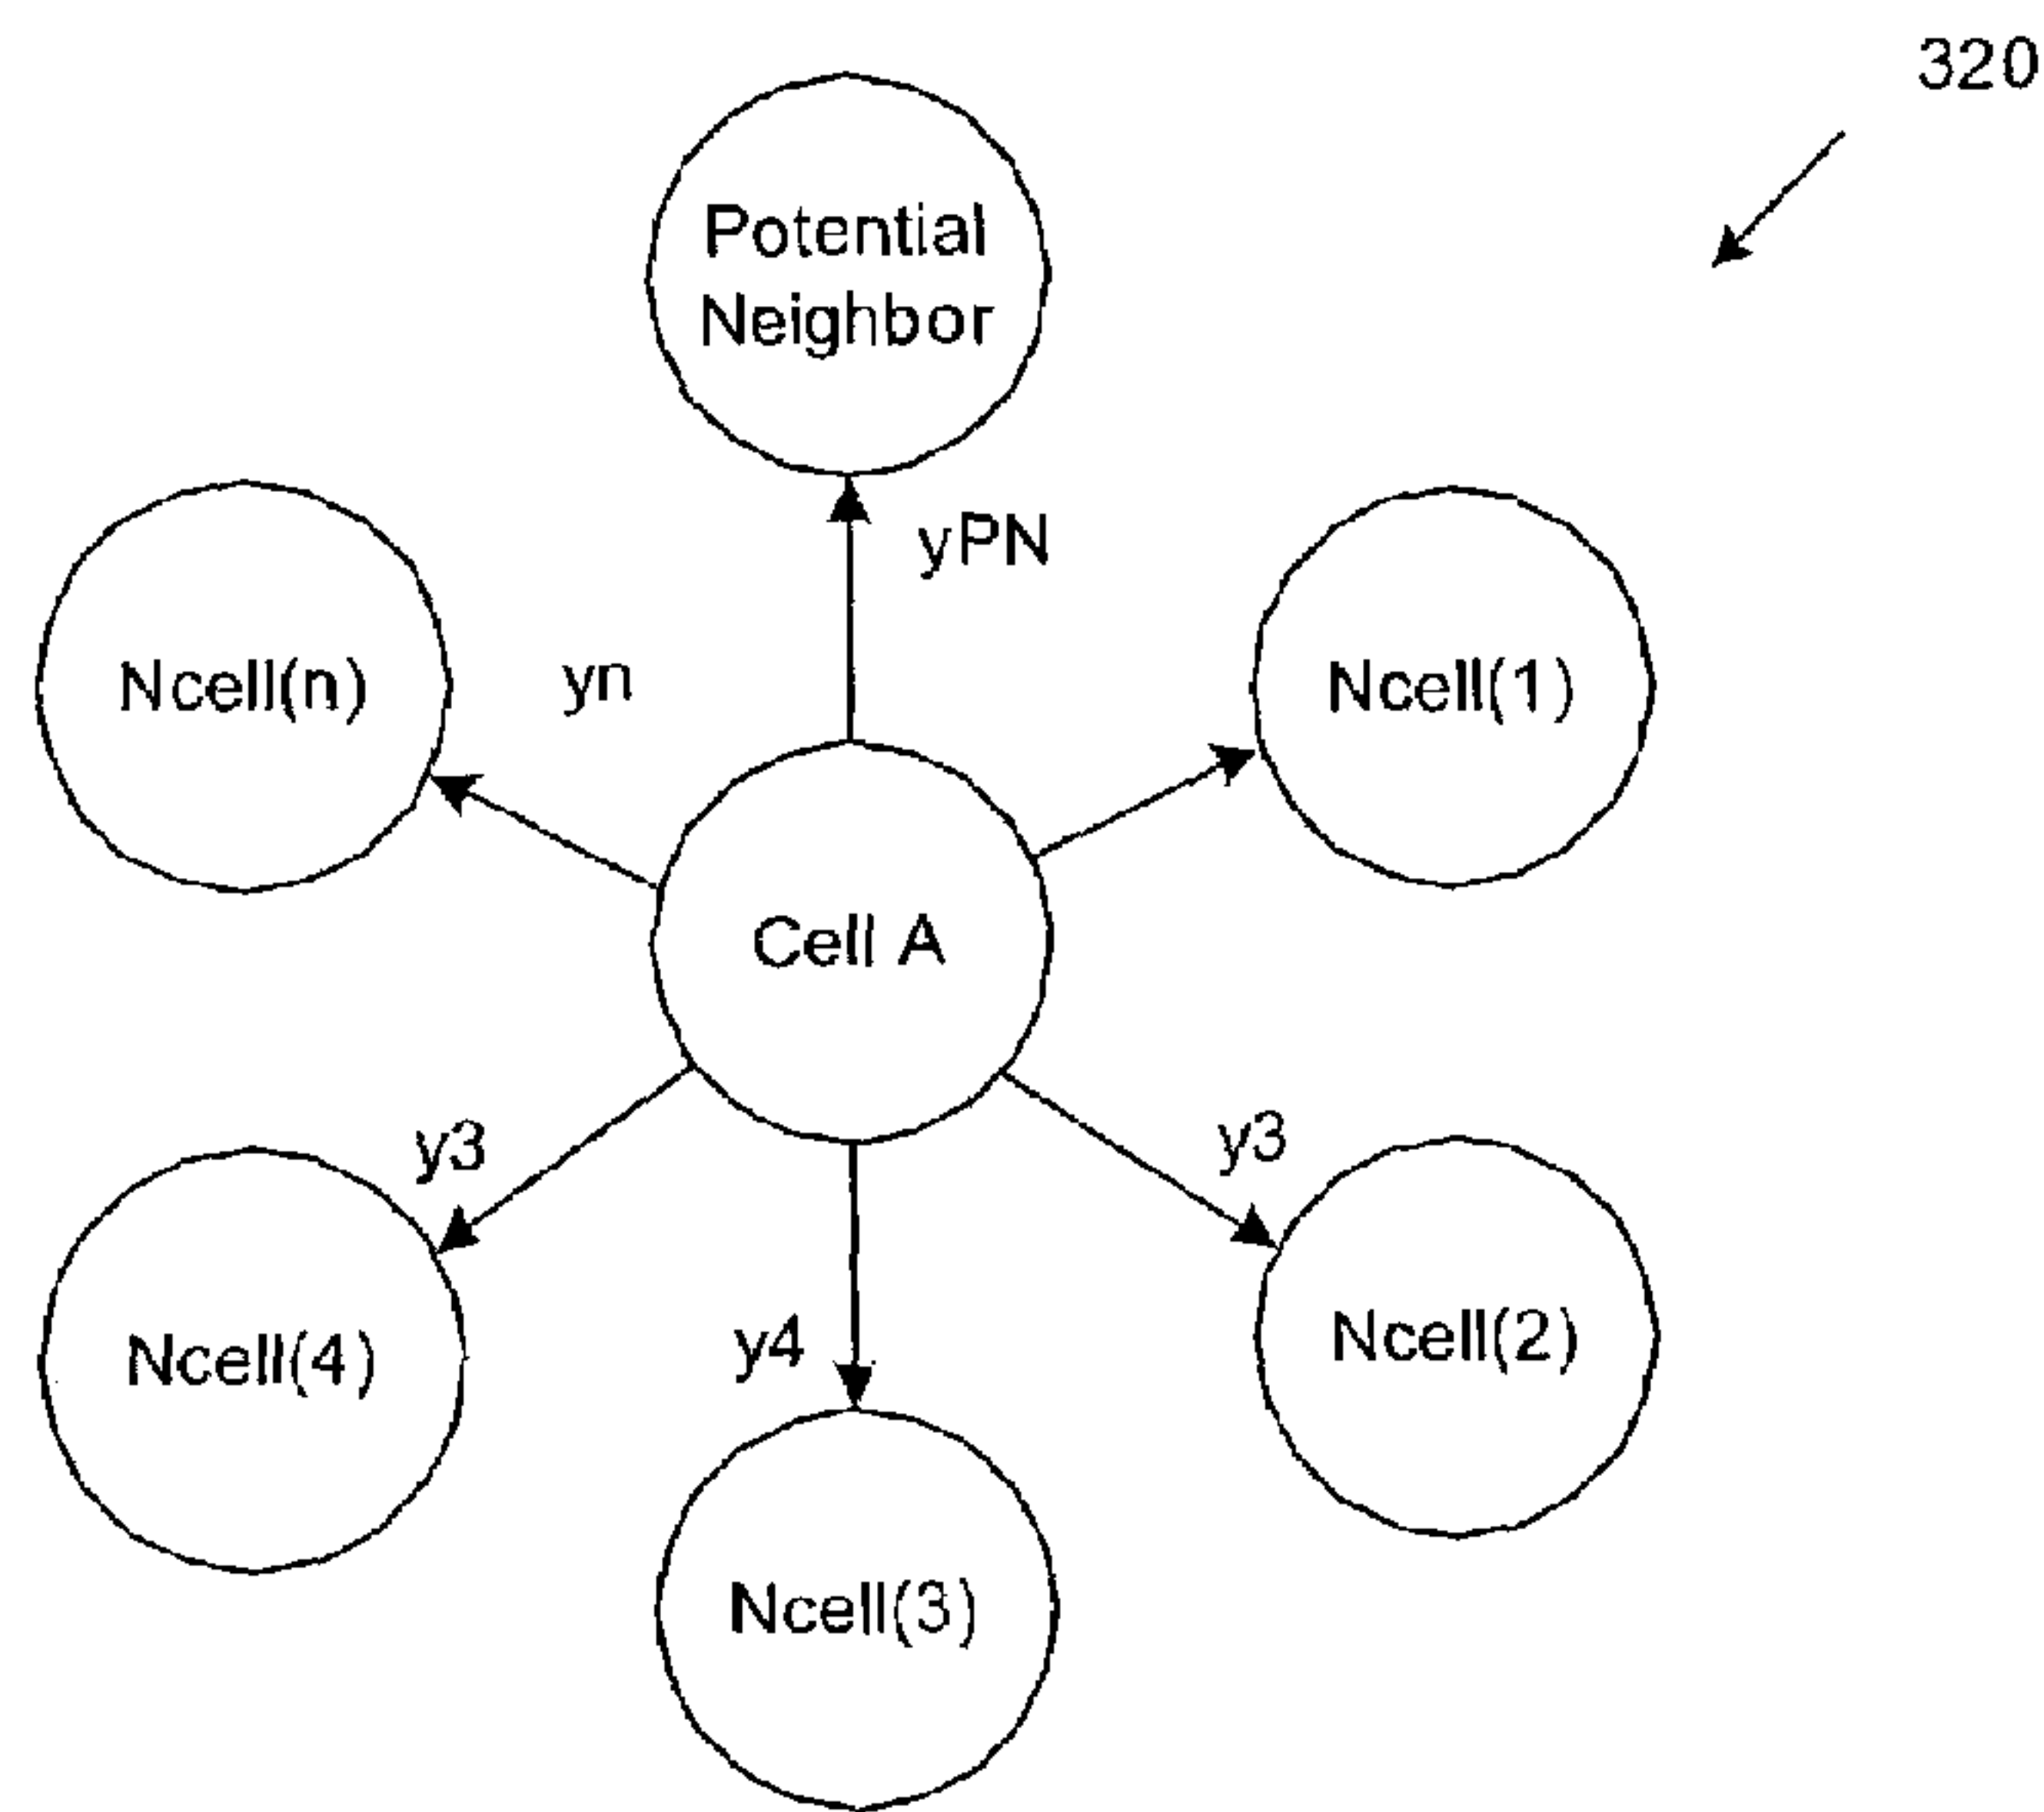 320
Potential
Neighbor
yPN
Ncell(n)
yn
Ncell(1)
Cell A
y3
y3
Ncell(4)
y4
Ncell(2)
Ncell(3)